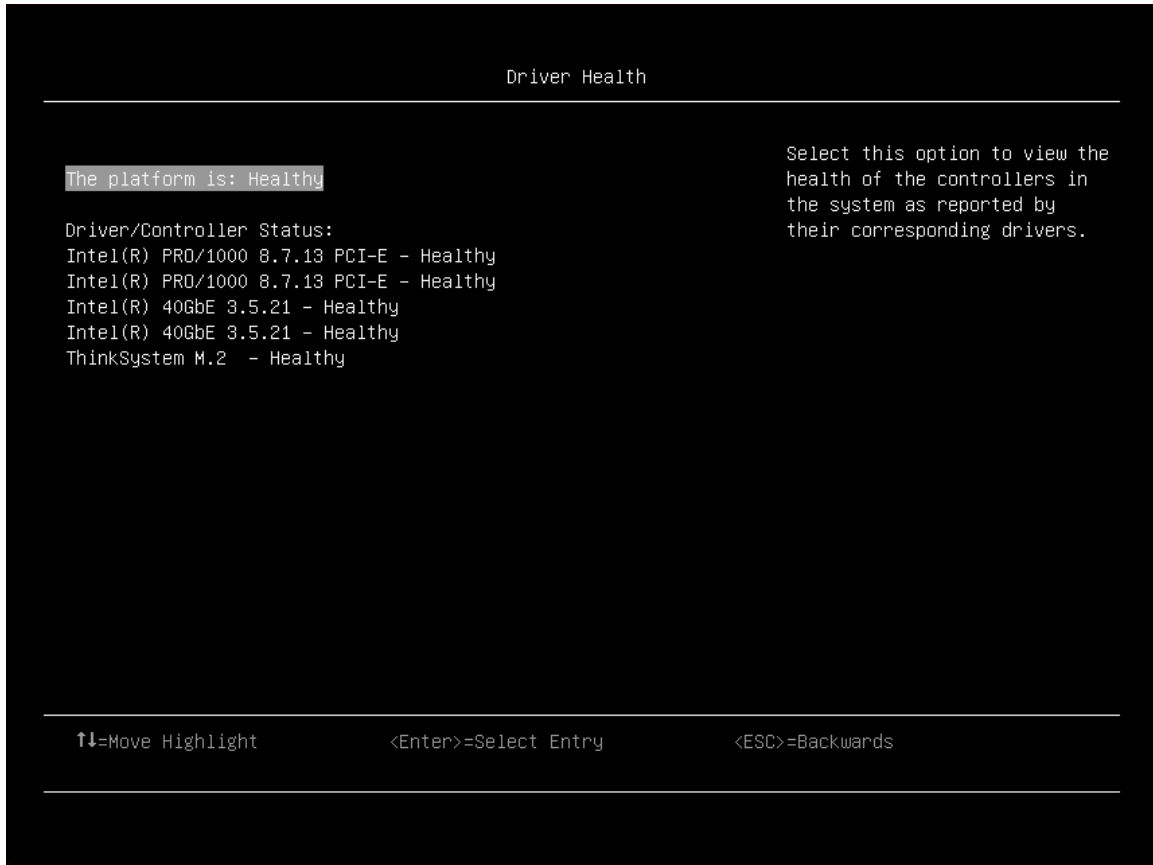 Driver Health
The platform is: Healthy
Driver/Controller Status:
Intel(R) PRO/1000 8.7.13 PCI-E - Healthy
Intel(R) PRO/1000 8.7.13 PCI-E - Healthy
Intel(R) 40GbE 3.5.21 - Healthy
Intel(R) 40GbE 3.5.21 - Healthy
ThinkSystem M.2  - Healthy
Select this option to view the
health of the controllers in
the system as reported by
their corresponding drivers.
↑↓=Move Highlight
<Enter>=Select Entry
<ESC>=Backwards